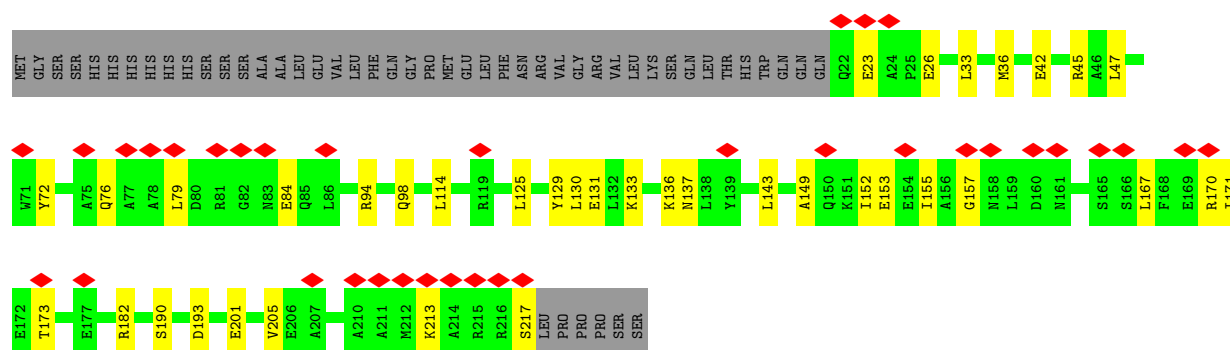 MET GLY SER SER HIS HIS HIS HIS HIS HIS SER SER SER ALA ALA LEU GLU VAL LEU PHE GLN GLY PRO MET GLU LEU PHE ASN ARG VAL GLY ARG VAL LEU LYS SER GLN LEU THR HIS TRP GLN GLN GLN Q22 E23 A24 P25 E26 L33 M36 E42 R45 A46 L47
W71 Y72 A75 Q76 A77 A78 L79 D80 R81 G82 N83 E84 Q85 L86 R94 Q98 L114 R119 L125 Y129 L130 E131 L132 K133 K136 N137 L138 Y139 L143 A149 Q150 K151 I152 E153 E154 I155 A156 G157 N158 L159 D160 N161 S165 S166 L167 F168 E169 R170 I171
E172 T173 E177 R182 S190 D193 E201 V205 E206 A207 A210 A211 M212 K213 A214 R215 R216 S217 LEU PRO PRO PRO SER SER